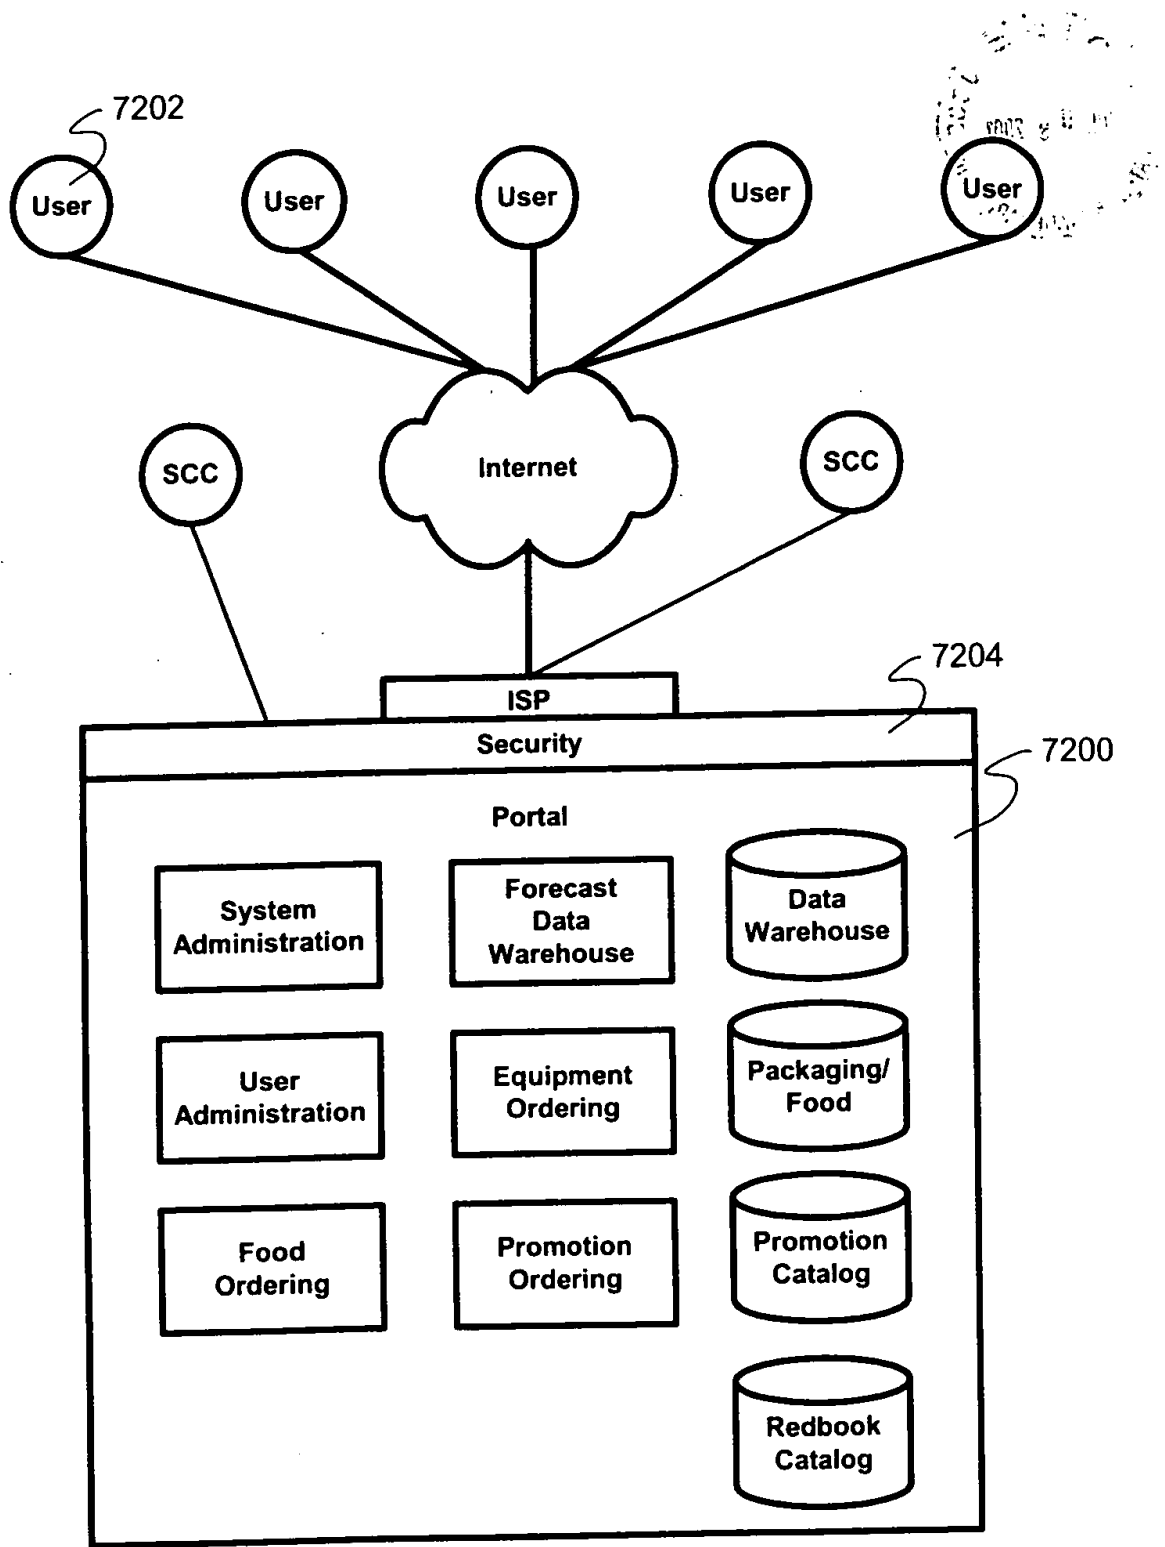 7202
User
User
User
User
User
Internet
SCC
SCC
7204
ISP
Security
7200
Portal
System
Administration
Forecast
Data
Warehouse
Data
Warehouse
User
Administration
Equipment
Ordering
Packaging/
Food
Food
Ordering
Promotion
Ordering
Promotion
Catalog
Redbook
Catalog